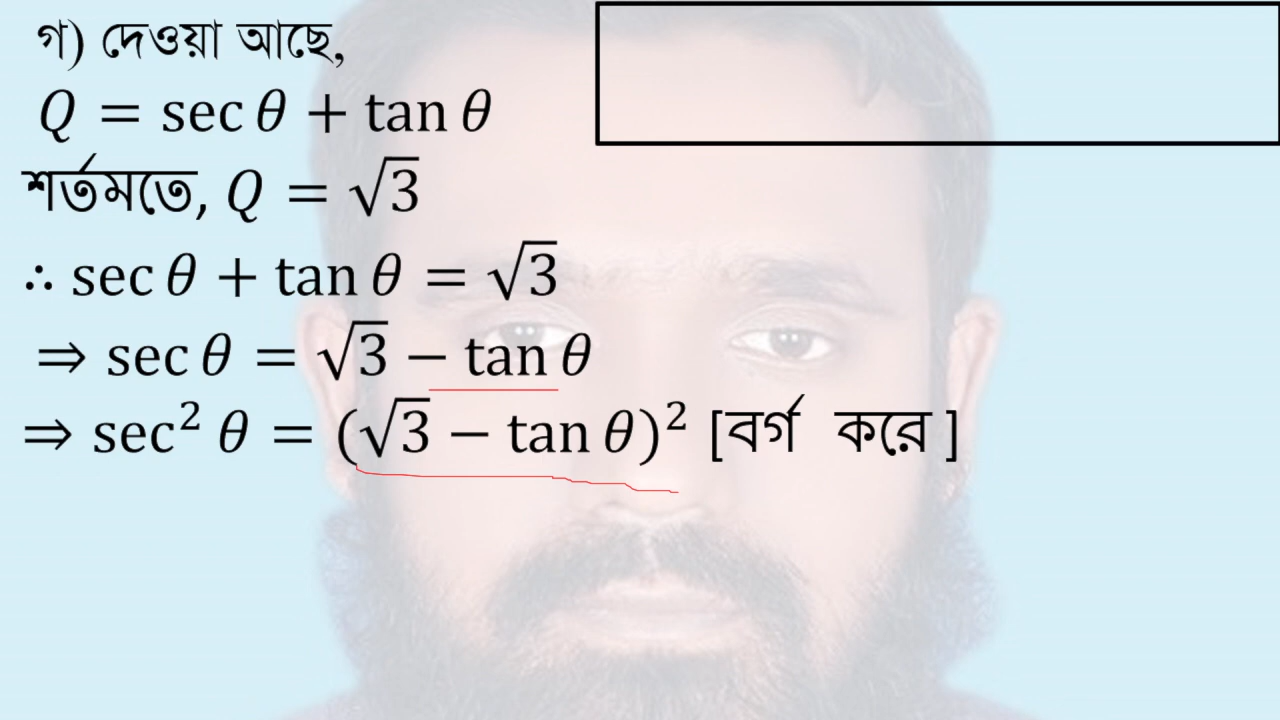 গ) দেওয়া আছে,
Q = sec θ + tan θ
শর্তমতে, Q = √3
∴ sec θ + tan θ = √3
⇒ sec θ = √3 − tan θ
⇒ sec² θ = (√3 − tan θ)² [বর্গ করে ]